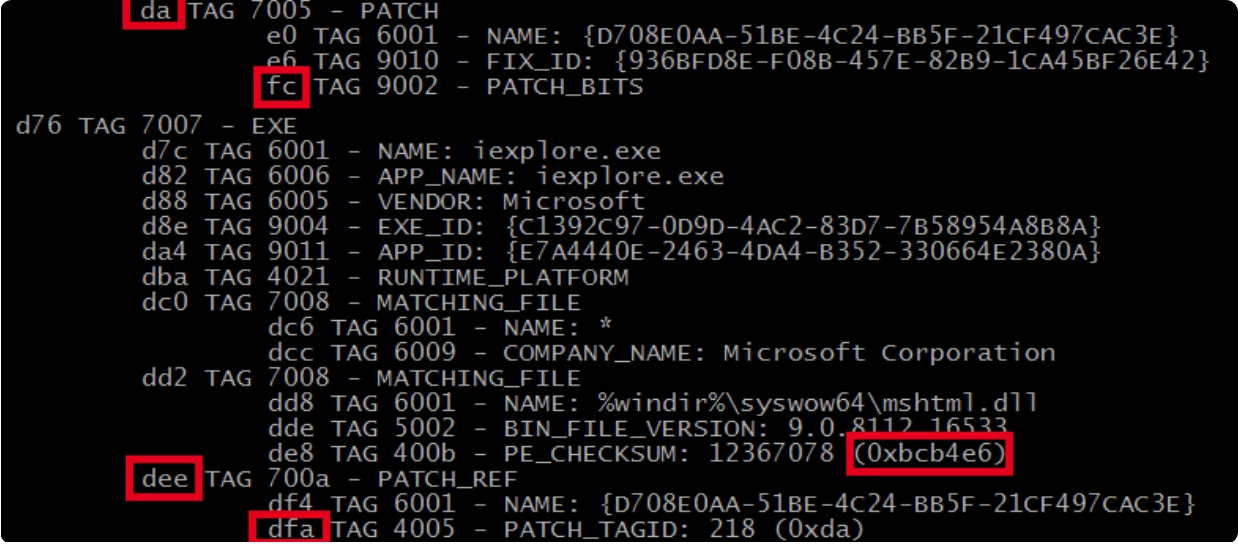 da TAG 7005 - PATCH
e0 TAG 6001 - NAME: {D708E0AA-51BE-4C24-BB5F-21CF497CAC3E}
e6 TAG 9010 - FIX_ID: {936BFD8E-F08B-457E-82B9-1CA45BF26E42}
fc TAG 9002 - PATCH_BITS
d76 TAG 7007 - EXE
d7c TAG 6001 - NAME: iexplore.exe
d82 TAG 6006 - APP_NAME: iexplore.exe
d88 TAG 6005 - VENDOR: Microsoft
d8e TAG 9004 - EXE_ID: {C1392C97-0D9D-4AC2-83D7-7B58954A8B8A}
da4 TAG 9011 - APP_ID: {E7A4440E-2463-4DA4-B352-330664E2380A}
dba TAG 4021 - RUNTIME_PLATFORM
dc0 TAG 7008 - MATCHING_FILE
dc6 TAG 6001 - NAME: *
dcc TAG 6009 - COMPANY_NAME: Microsoft Corporation
dd2 TAG 7008 - MATCHING_FILE
dd8 TAG 6001 - NAME: %windir%\syswow64\mshtml.dll
dde TAG 5002 - BIN_FILE_VERSION: 9.0.8112.16533
de8 TAG 400b - PE_CHECKSUM: 12367078 (0xbcb4e6)
dee TAG 700a - PATCH_REF
df4 TAG 6001 - NAME: {D708E0AA-51BE-4C24-BB5F-21CF497CAC3E}
dfa TAG 4005 - PATCH_TAGID: 218 (0xda)